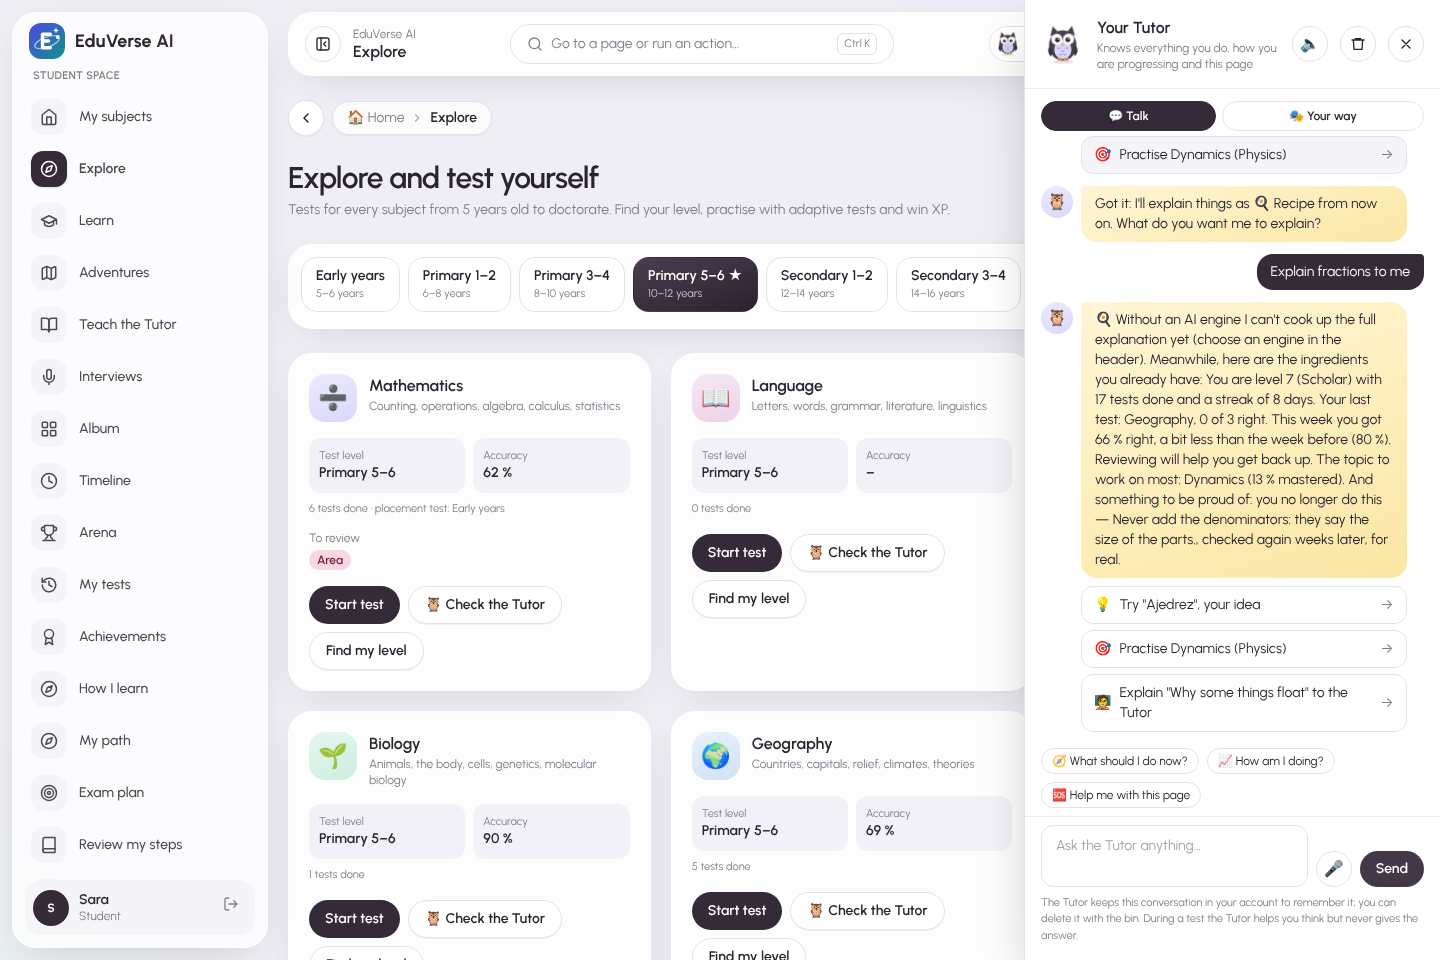 EduVerse AI
STUDENT SPACE
My subjects
Explore
Learn
Adventures
Teach the Tutor
Interviews
Album
Timeline
Arena
My tests
Achievements
How I learn
My path
Exam plan
Review my steps
S
Sara
Student
EduVerse AI
Explore
Go to a page or run an action...
Ctrl K
Home
Explore
Explore and test yourself
Tests for every subject from 5 years old to doctorate. Find your level, practise with adaptive tests and win XP.
Early years
5–6 years
Primary 1–2
6–8 years
Primary 3–4
8–10 years
Primary 5–6 ★
10–12 years
Secondary 1–2
12–14 years
Secondary 3–4
14–16 years
Mathematics
Counting, operations, algebra, calculus, statistics
Test level
Primary 5–6
Accuracy
62 %
6 tests done · placement test: Early years
To review
Area
Start test
Check the Tutor
Find my level
Language
Letters, words, grammar, literature, linguistics
Test level
Primary 5–6
Accuracy
–
0 tests done
Start test
Check the Tutor
Find my level
Biology
Animals, the body, cells, genetics, molecular
biology
Test level
Primary 5–6
Accuracy
90 %
1 tests done
Start test
Check the Tutor
Geography
Countries, capitals, relief, climates, theories
Test level
Primary 5–6
Accuracy
69 %
5 tests done
Start test
Check the Tutor
Find my level
Your Tutor
Knows everything you do, how you
are progressing and this page
Talk
Your way
Practise Dynamics (Physics)
Got it: I'll explain things as 🍳 Recipe from now
on. What do you want me to explain?
Explain fractions to me
🍳 Without an AI engine I can't cook up the full
explanation yet (choose an engine in the
header). Meanwhile, here are the ingredients
you already have: You are level 7 (Scholar) with
17 tests done and a streak of 8 days. Your last
test: Geography, 0 of 3 right. This week you got
66 % right, a bit less than the week before (80 %).
Reviewing will help you get back up. The topic to
work on most: Dynamics (13 % mastered). And
something to be proud of: you no longer do this
— Never add the denominators: they say the
size of the parts., checked again weeks later, for
real.
Try "Ajedrez", your idea
Practise Dynamics (Physics)
Explain "Why some things float" to the
Tutor
What should I do now?
How am I doing?
🆘 Help me with this page
Ask the Tutor anything...
Send
The Tutor keeps this conversation in your account to remember it; you can
delete it with the bin. During a test the Tutor helps you think but never gives the
answer.